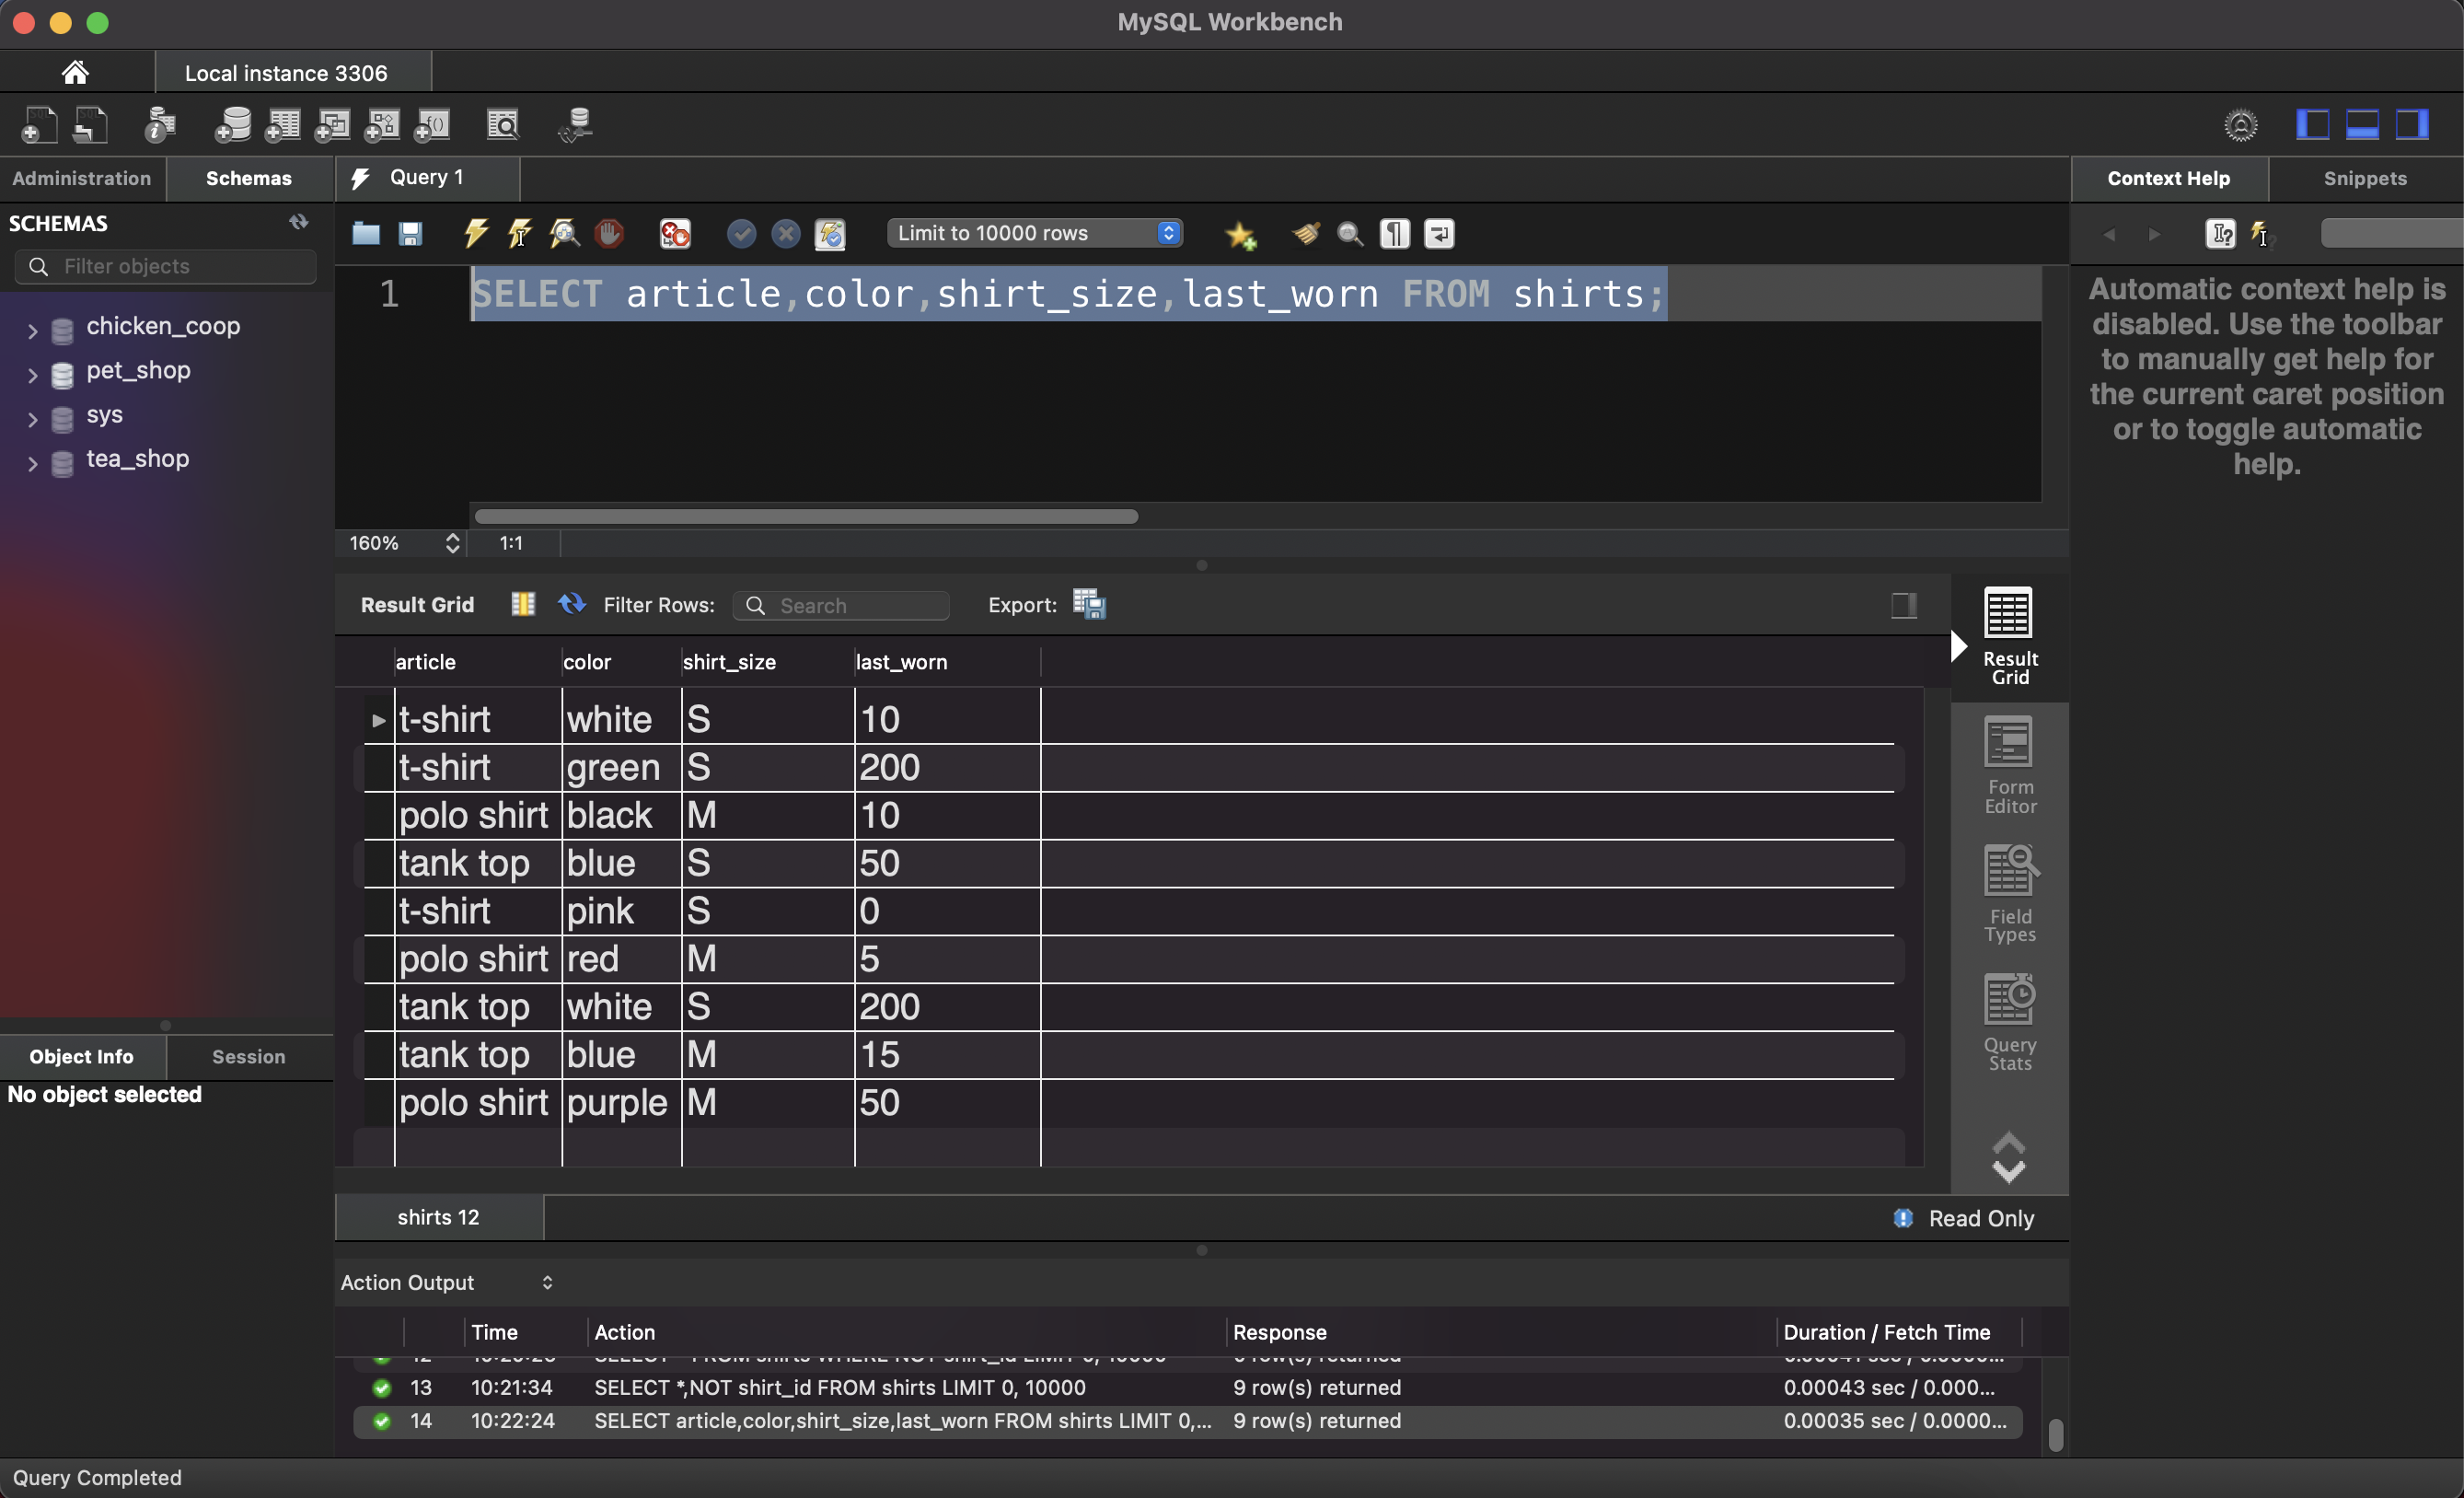 MySQL Workbench
Local instance 3306
Administration
Schemas
Query 1
Context Help
Snippets
SCHEMAS
Filter objects
chicken_coop
pet_shop
sys
tea_shop
Limit to 10000 rows
1 SELECT article,color,shirt_size,last_worn FROM shirts;
160% 1:1
Automatic context help is
disabled. Use the toolbar
to manually get help for
the current caret position
or to toggle automatic
help.
Result Grid Filter Rows: Search Export:
article color shirt_size last_worn
t-shirt white S 10
t-shirt green S 200
polo shirt black M 10
tank top blue S 50
t-shirt pink S 0
polo shirt red M 5
tank top white S 200
tank top blue M 15
polo shirt purple M 50
Result
Grid
Form
Editor
Field
Types
Query
Stats
Object Info
Session
No object selected
shirts 12
Read Only
Action Output
Time Action Response Duration / Fetch Time
13 10:21:34 SELECT *,NOT shirt_id FROM shirts LIMIT 0, 10000 9 row(s) returned 0.00043 sec / 0.000...
14 10:22:24 SELECT article,color,shirt_size,last_worn FROM shirts LIMIT 0,... 9 row(s) returned 0.00035 sec / 0.0000...
Query Completed